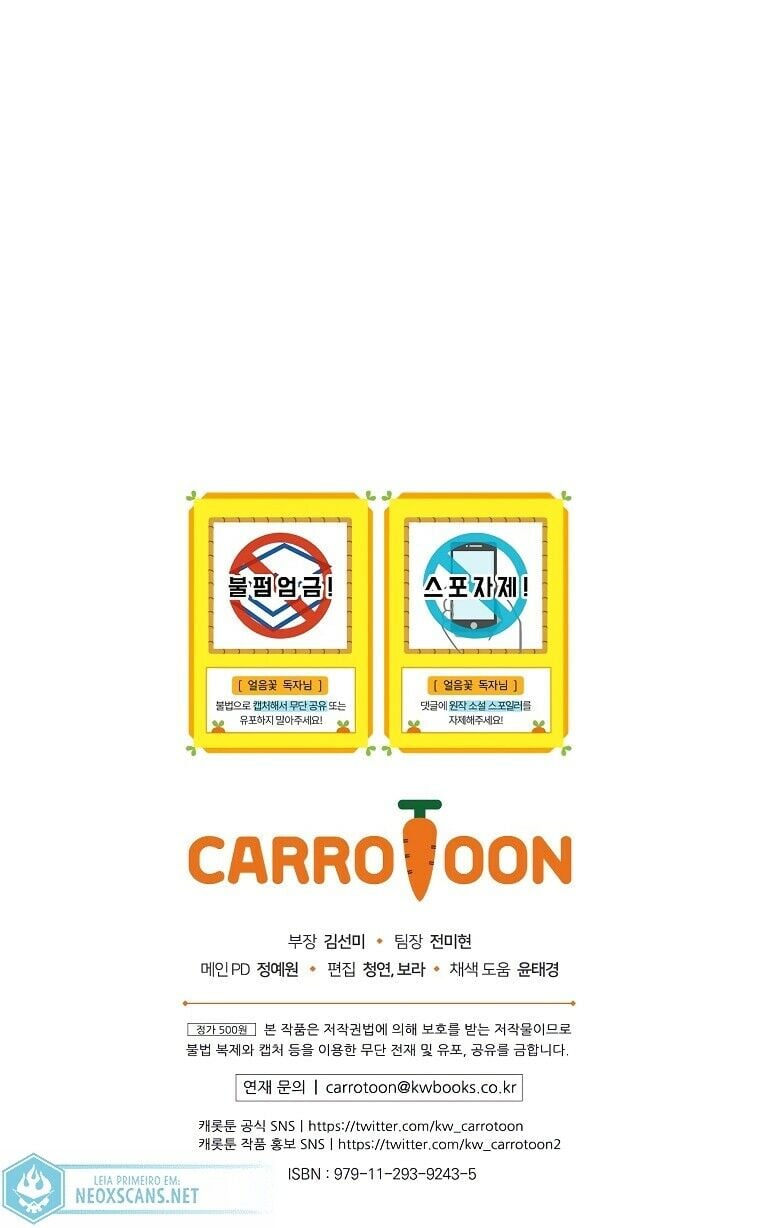 불펌엄금!
[ 얼음꽃 독자님 ]
불법으로 캡처해서 무단 공유 또는
유포하지 말아주세요!
스포자제!
[ 얼음꽃 독자님 ]
댓글에 원작 소설 스포일러를
자제해주세요!
CARROTOON
부장 김선미 • 팀장 전미현
메인PD 정예원 • 편집 청연, 보라 • 채색 도움 윤태경
정가 500원 본 작품은 저작권법에 의해 보호를 받는 저작물이므로
불법 복제와 캡처 등을 이용한 무단 전재 및 유포, 공유를 금합니다.
연재 문의 | carrotoon@kwbooks.co.kr
캐롯툰 공식 SNS | https://twitter.com/kw_carrotoon
캐롯툰 작품 홍보 SNS | https://twitter.com/kw_carrotoon2
ISBN : 979-11-293-9243-5
LEIA PRIMEIRO EM:
NEOXSCANS.NET